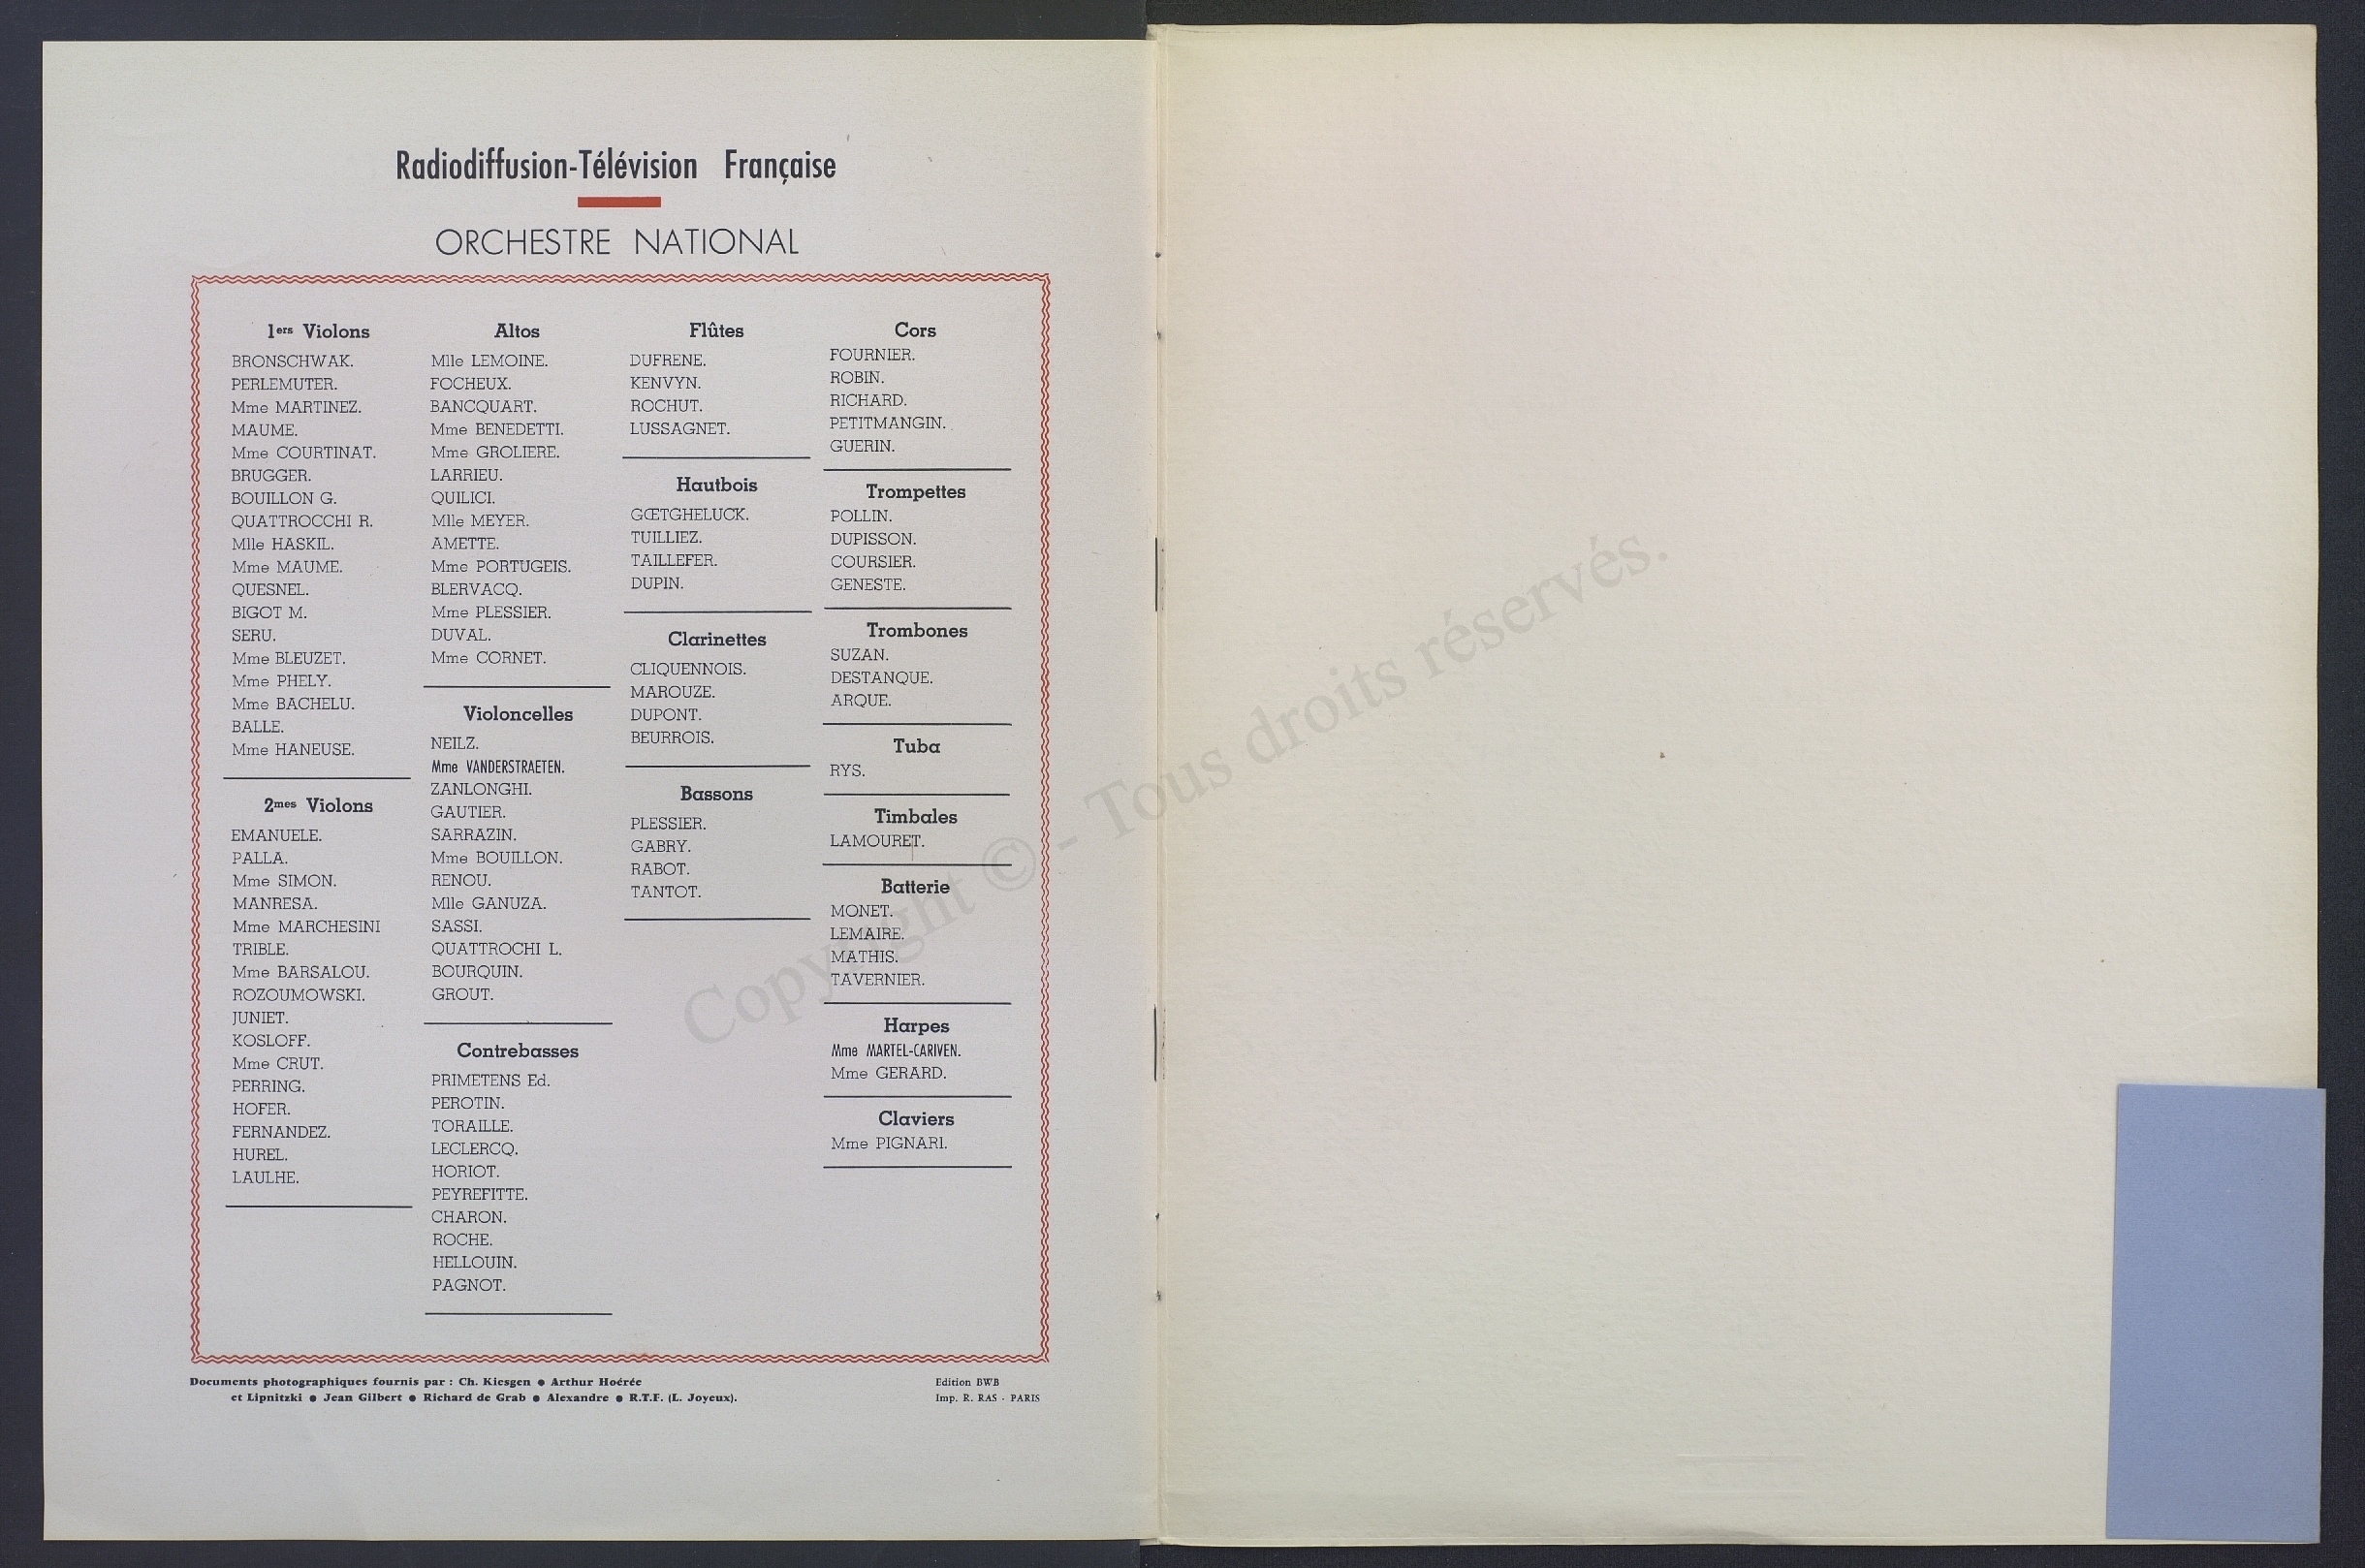 Radiodiffusion-Télévision Française
ORCHESTRE NATIONAL
1ers Violons
BRONSCHWAK.
PERLEMUTER.
Mme MARTINEZ.
MAUME.
Mme COURTINAT.
BRUGGER.
BOUILLON G.
QUATTROCCHI R.
Mlle HASKIL.
Mme MAUME.
QUESNEL.
BIGOT M.
SERU.
Mme BLEUZET.
Mme PHELY.
Mme BACHELU.
BALLE.
Mme HANEUSE.
2mes Violons
EMANUELE.
PALLA.
Mme SIMON.
MANRESA.
Mme MARCHESINI
TRIBLE.
Mme BARSALOU.
ROZOUMOWSKI.
JUNIET.
KOSLOFF.
Mme CRUT.
PERRING.
HOFER.
FERNANDEZ.
HUREL.
LAULHE.
Altos
Mlle LEMOINE.
FOCHEUX.
BANCQUART.
Mme BENEDETTI.
Mme GROLIERE.
LARRIEU.
QUILICI.
Mlle MEYER.
AMETTE.
Mme PORTUGEIS.
BLERVACQ.
Mme PLESSIER.
DUVAL.
Mme CORNET.
Violoncelles
NEILZ.
Mme VANDERSTRAETEN.
ZANLONGHI.
GAUTIER.
SARRAZIN.
Mme BOUILLON.
RENOU.
Mlle GANUZA.
SASSI.
QUATTROCHI L.
BOURQUIN.
GROUT.
Contrebasses
PRIMETENS Ed.
PEROTIN.
TORAILLE.
LECLERCQ.
HORIOT.
PEYREFITTE.
CHARON.
ROCHE.
HELLOUIN.
PAGNOT.
Flûtes
DUFRENE.
KENVYN.
ROCHUT.
LUSSAGNET.
Hautbois
GŒTGHELUCK.
TUILLIEZ.
TAILLEFER.
DUPIN.
Clarinettes
CLIQUENNOIS.
MAROUZE.
DUPONT.
BEURROIS.
Bassons
PLESSIER.
GABRY.
RABOT.
TANTOT.
Cors
FOURNIER.
ROBIN.
RICHARD.
PETITMANGIN.
GUERIN.
Trompettes
POLLIN.
DUPISSON.
COURSIER.
GENESTE.
Trombones
SUZAN.
DESTANQUE.
ARQUE.
Tuba
RYS.
Timbales
LAMOURET.
Batterie
MONET.
LEMAIRE.
MATHIS.
TAVERNIER.
Harpes
Mme MARTEL-CARIVEN.
Mme GERARD.
Claviers
Mme PIGNARI.
Documents photographiques fournis par : Ch. Kiesgen ● Arthur Hoérée
et Lipnitzki ● Jean Gilbert ● Richard de Grab ● Alexandre ● R.T.F. (L. Joyeux).
Edition BWB
Imp. R. RAS - PARIS
Copyright © - Tous droits réservés.